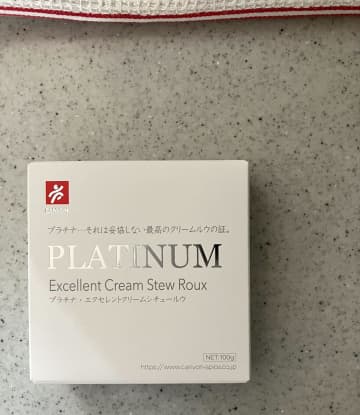 プラチナ…それは妥協しない最高のクリームルウの証。
PLATINUM
Excellent Cream Stew Roux
プラチナ・エクセレントクリームシチュールウ
NET:100g